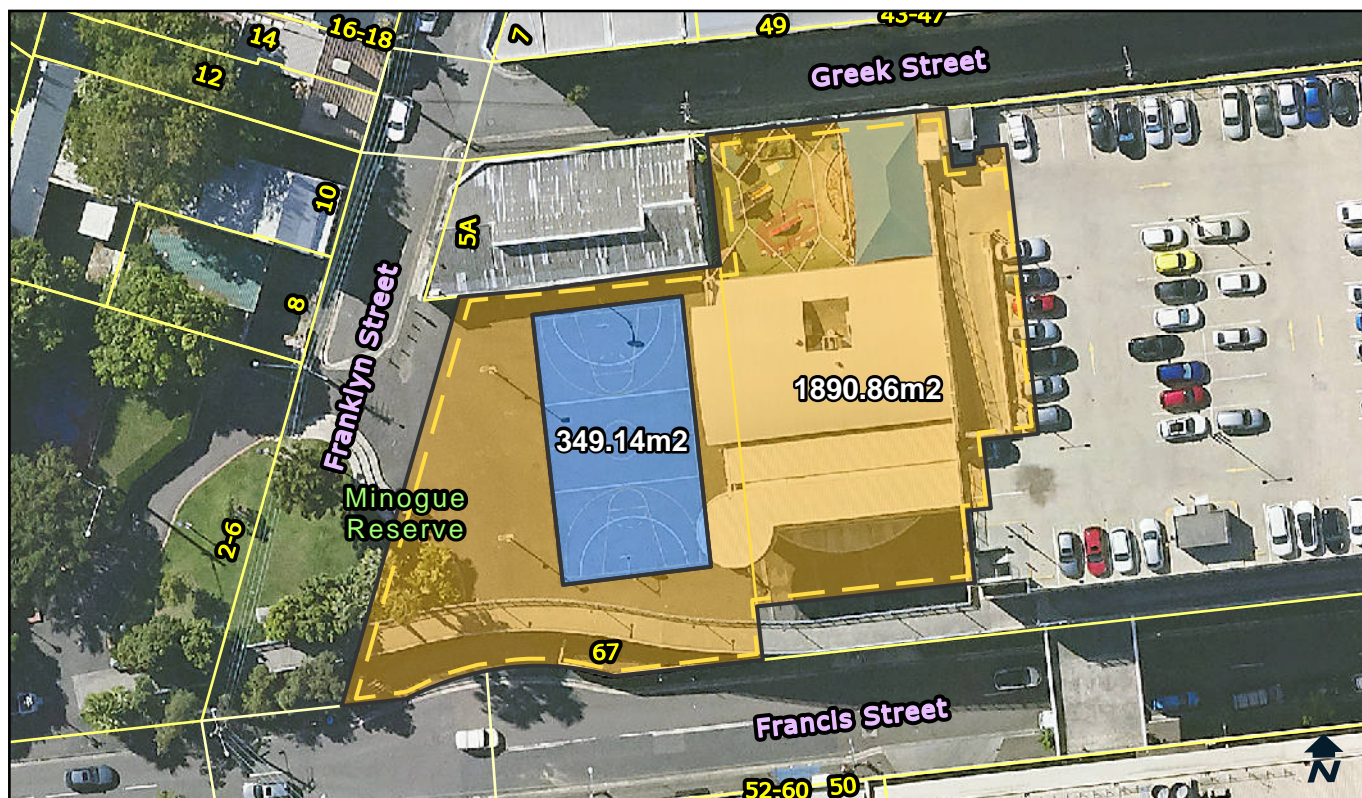 16-18
14
7
49
43-47
12
Greek Street
10
5A
8
Franklyn Street
1890.86m2
349.14m2
Minogue
Reserve
2-6
67
Francis Street
N
52-60
50